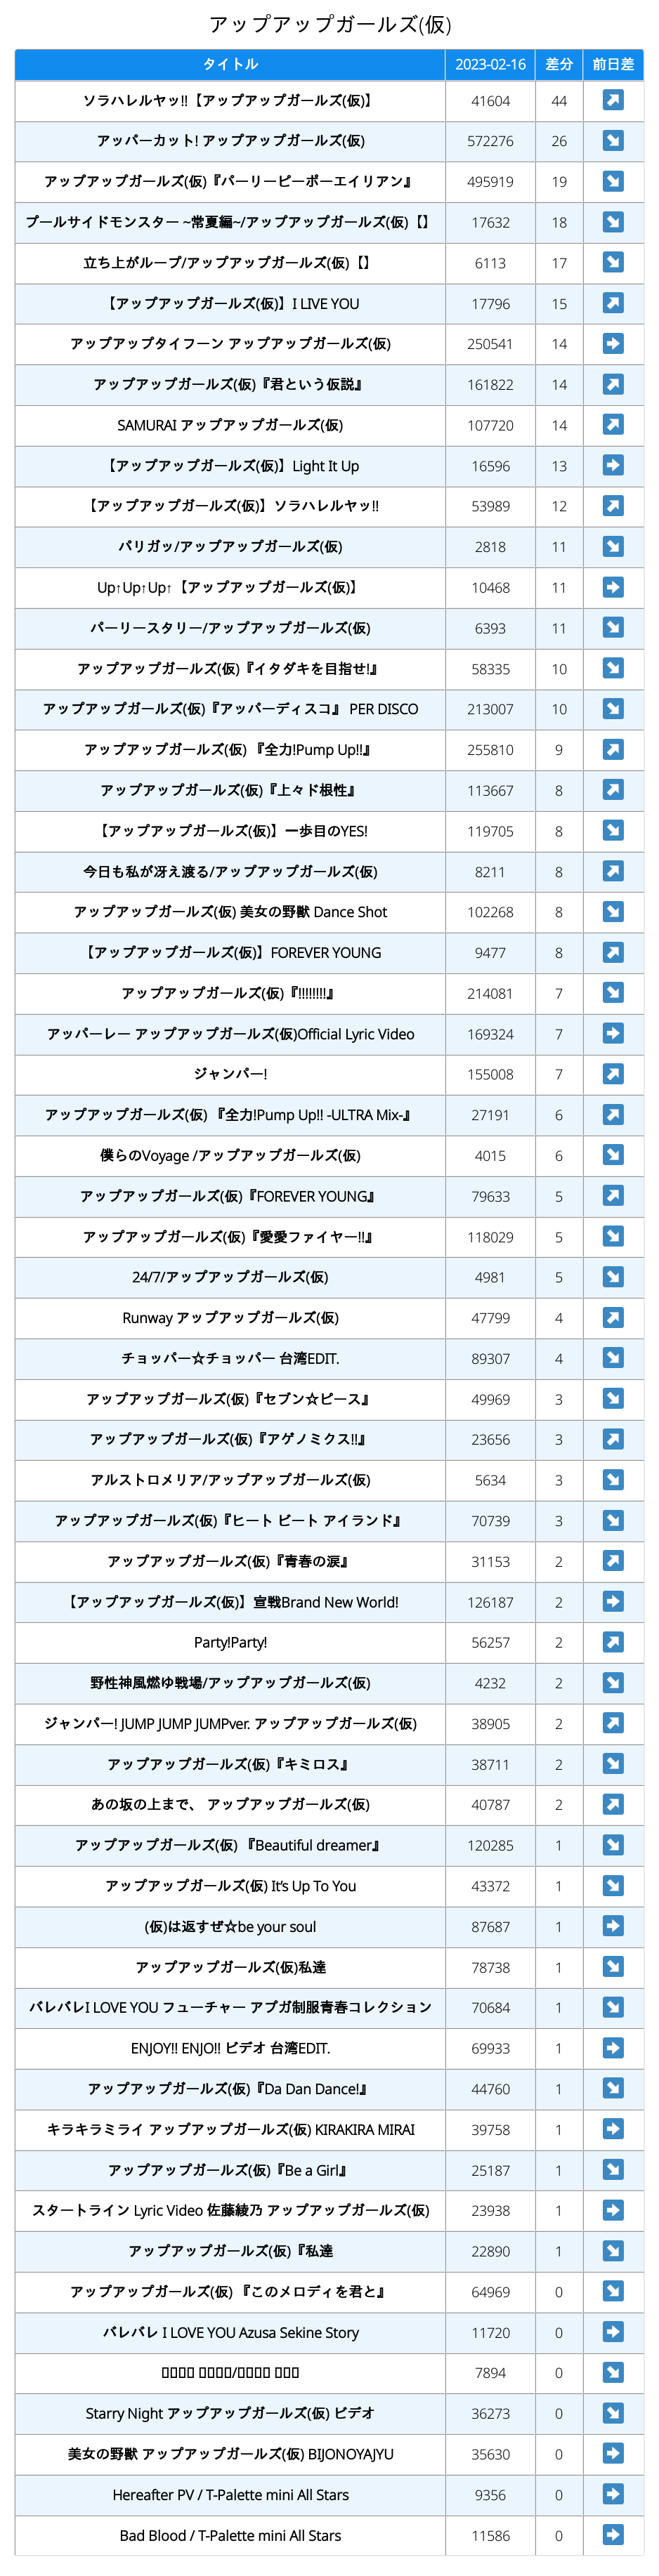 アップアップガールズ(仮)
タイトル 2023-02-16 差分 前日差
ソラハレルヤッ!!【アップアップガールズ(仮)】 41604 44 ↗
アッパーカット! アップアップガールズ(仮) 572276 26 ↘
アップアップガールズ(仮)『パーリーピーポーエイリアン』 495919 19 ↘
プールサイドモンスター ~常夏編~/アップアップガールズ(仮)【】 17632 18 ↘
立ち上がループ/アップアップガールズ(仮)【】 6113 17 ↘
【アップアップガールズ(仮)】I LIVE YOU 17796 15 ↗
アップアップタイフーン アップアップガールズ(仮) 250541 14 ➡
アップアップガールズ(仮)『君という仮説』 161822 14 ↗
SAMURAI アップアップガールズ(仮) 107720 14 ↗
【アップアップガールズ(仮)】Light It Up 16596 13 ➡
【アップアップガールズ(仮)】ソラハレルヤッ!! 53989 12 ↗
パリガッ/アップアップガールズ(仮) 2818 11 ↘
Up↑Up↑Up↑【アップアップガールズ(仮)】 10468 11 ➡
パーリースタリー/アップアップガールズ(仮) 6393 11 ↘
アップアップガールズ(仮)『イタダキを目指せ!』 58335 10 ↘
アップアップガールズ(仮)『アッパーディスコ』 PER DISCO 213007 10 ↘
アップアップガールズ(仮) 『全力!Pump Up!!』 255810 9 ↗
アップアップガールズ(仮)『上々ド根性』 113667 8 ↗
【アップアップガールズ(仮)】一歩目のYES! 119705 8 ↘
今日も私が冴え渡る/アップアップガールズ(仮) 8211 8 ↗
アップアップガールズ(仮) 美女の野獣 Dance Shot 102268 8 ↘
【アップアップガールズ(仮)】FOREVER YOUNG 9477 8 ↗
アップアップガールズ(仮)『!!!!!!!!』 214081 7 ↘
アッパーレー アップアップガールズ(仮)Official Lyric Video 169324 7 ➡
ジャンパー! 155008 7 ↗
アップアップガールズ(仮) 『全力!Pump Up!! -ULTRA Mix-』 27191 6 ↗
僕らのVoyage /アップアップガールズ(仮) 4015 6 ↘
アップアップガールズ(仮)『FOREVER YOUNG』 79633 5 ↗
アップアップガールズ(仮)『愛愛ファイヤー!!』 118029 5 ↘
24/7/アップアップガールズ(仮) 4981 5 ↘
Runway アップアップガールズ(仮) 47799 4 ↗
チョッパー☆チョッパー 台湾EDIT. 89307 4 ↘
アップアップガールズ(仮)『セブン☆ピース』 49969 3 ↘
アップアップガールズ(仮)『アゲノミクス!!』 23656 3 ↗
アルストロメリア/アップアップガールズ(仮) 5634 3 ↘
アップアップガールズ(仮)『ヒート ビート アイランド』 70739 3 ↘
アップアップガールズ(仮)『青春の涙』 31153 2 ↗
【アップアップガールズ(仮)】宣戦Brand New World! 126187 2 ➡
Party!Party! 56257 2 ↗
野性神風燃ゆ戦場/アップアップガールズ(仮) 4232 2 ↘
ジャンパー! JUMP JUMP JUMPver. アップアップガールズ(仮) 38905 2 ↗
アップアップガールズ(仮)『キミロス』 38711 2 ↘
あの坂の上まで、 アップアップガールズ(仮) 40787 2 ↗
アップアップガールズ(仮) 『Beautiful dreamer』 120285 1 ↘
アップアップガールズ(仮) It’s Up To You 43372 1 ↘
(仮)は返すぜ☆be your soul 87687 1 ➡
アップアップガールズ(仮)私達 78738 1 ↘
バレバレI LOVE YOU フューチャー アプガ制服青春コレクション 70684 1 ↘
ENJOY!! ENJO!! ビデオ 台湾EDIT. 69933 1 ➡
アップアップガールズ(仮)『Da Dan Dance!』 44760 1 ↘
キラキラミライ アップアップガールズ(仮) KIRAKIRA MIRAI 39758 1 ➡
アップアップガールズ(仮)『Be a Girl』 25187 1 ↘
スタートライン Lyric Video 佐藤綾乃 アップアップガールズ(仮) 23938 1 ➡
アップアップガールズ(仮)『私達 22890 1 ↘
アップアップガールズ(仮) 『このメロディを君と』 64969 0 ↘
バレバレ I LOVE YOU Azusa Sekine Story 11720 0 ➡
▯▯▯▯ ▯▯▯▯/▯▯▯▯ ▯▯▯ 7894 0 ↘
Starry Night アップアップガールズ(仮) ビデオ 36273 0 ↘
美女の野獣 アップアップガールズ(仮) BIJONOYAJYU 35630 0 ➡
Hereafter PV / T-Palette mini All Stars 9356 0 ➡
Bad Blood / T-Palette mini All Stars 11586 0 ➡